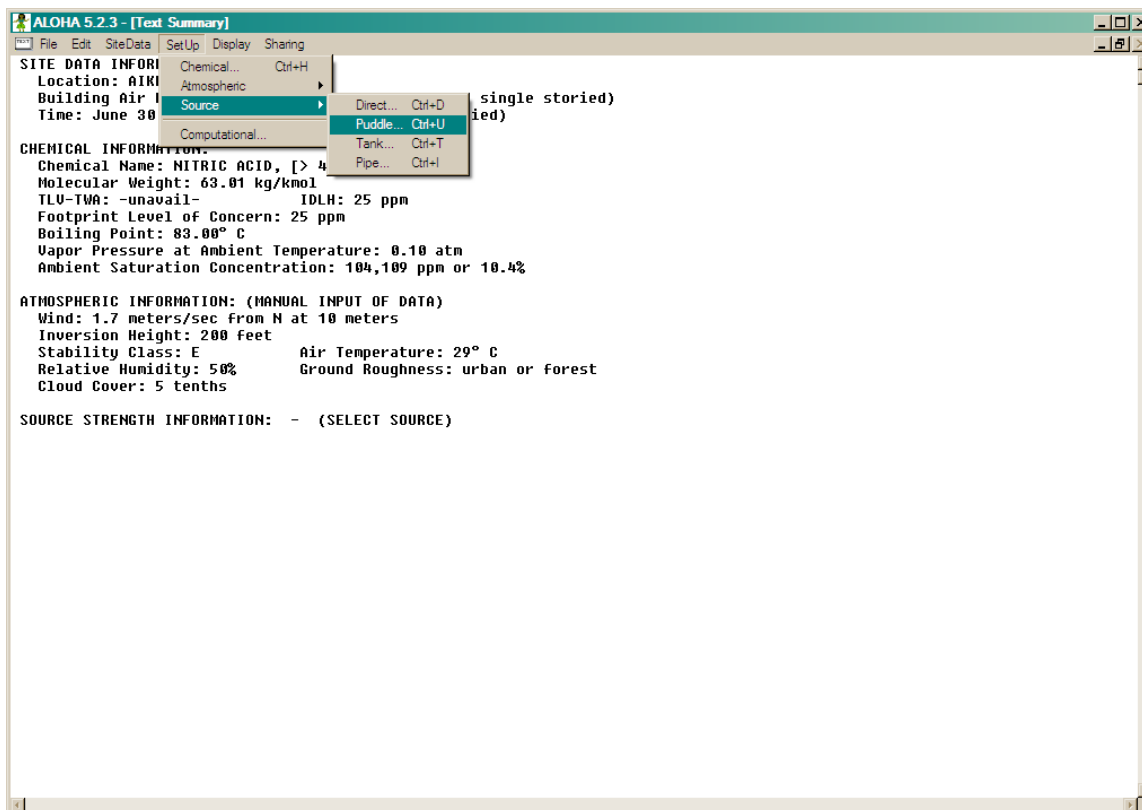 ALOHA 5.2.3 - [Text Summary]
File Edit SiteData SetUp Display Sharing
SITE DATA INFOR
Location: AIK
Building Air
single storied)
Time: June 30
ied)
Chemical... Ctrl+H
Atmospheric
Source
Computational...
Direct... Ctrl+D
Puddle... Ctrl+U
Tank... Ctrl+T
Pipe... Ctrl+I
CHEMICAL INFORMATION:
Chemical Name: NITRIC ACID, [> 4
Molecular Weight: 63.01 kg/kmol
TLV-TWA: -unavail- IDLH: 25 ppm
Footprint Level of Concern: 25 ppm
Boiling Point: 83.00° C
Vapor Pressure at Ambient Temperature: 0.10 atm
Ambient Saturation Concentration: 104,109 ppm or 10.4%
ATMOSPHERIC INFORMATION: (MANUAL INPUT OF DATA)
Wind: 1.7 meters/sec from N at 10 meters
Inversion Height: 200 feet
Stability Class: E Air Temperature: 29° C
Relative Humidity: 50% Ground Roughness: urban or forest
Cloud Cover: 5 tenths
SOURCE STRENGTH INFORMATION: - (SELECT SOURCE)